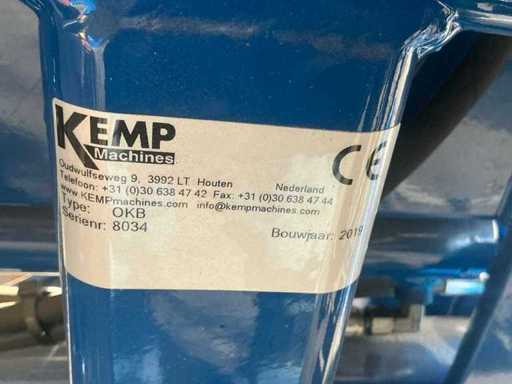 KEMP
Machines
Oudwulfseweg 9, 3992 LT Houten Nederland
Telefoon: +31 (0)30 638 47 42 Fax: +31 (0)30 638 47 44
www.KEMPmachines.com info@kempmachines.com
Type: OKB
Serienr: 8034
Bouwjaar: 2019
CE